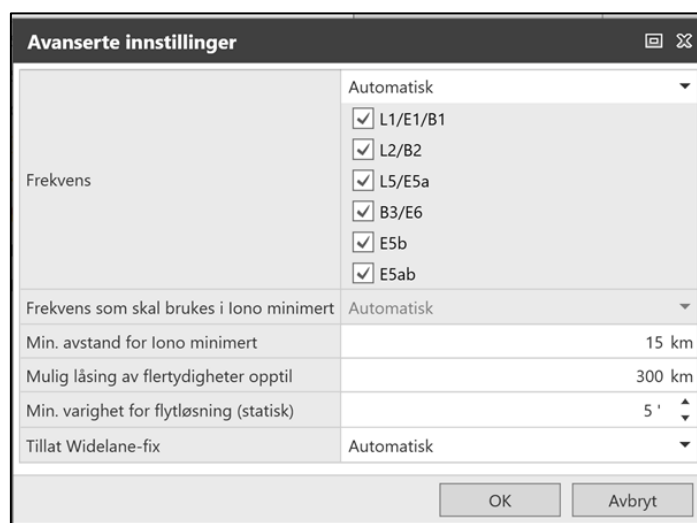 Avanserte innstillinger
Automatisk
L1/E1/B1
L2/B2
Frekvens
L5/E5a
B3/E6
E5b
E5ab
Frekvens som skal brukes i Iono minimert Automatisk
Min. avstand for Iono minimert 15 km
Mulig låsing av flertydigheter opptil 300 km
Min. varighet for flytløsning (statisk) 5 '
Tillat Widelane-fix Automatisk
OK Avbryt